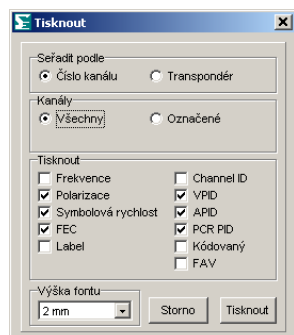 Tisknout
Seřadit podle
Číslo kanálu Transpondér
Kanály
Všechny Označené
Tisknout
Frekvence Channel ID
Polarizace VPID
Symbolová rychlost APID
FEC PCR PID
Label Kódovaný
FAV
Výška fontu
2 mm Storno Tisknout